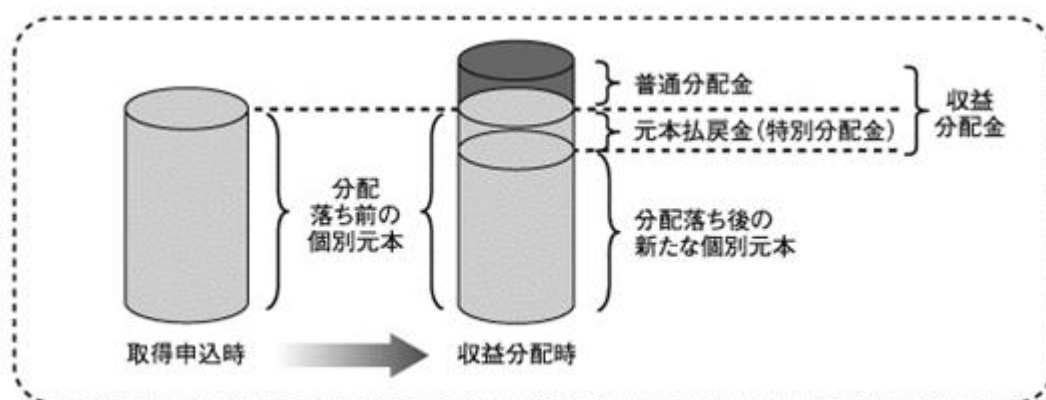 普通分配金
収益
分配金
元本払戻金(特別分配金)
分配
落ち前の
個別元本
分配落ち後の
新たな個別元本
取得申込時
収益分配時